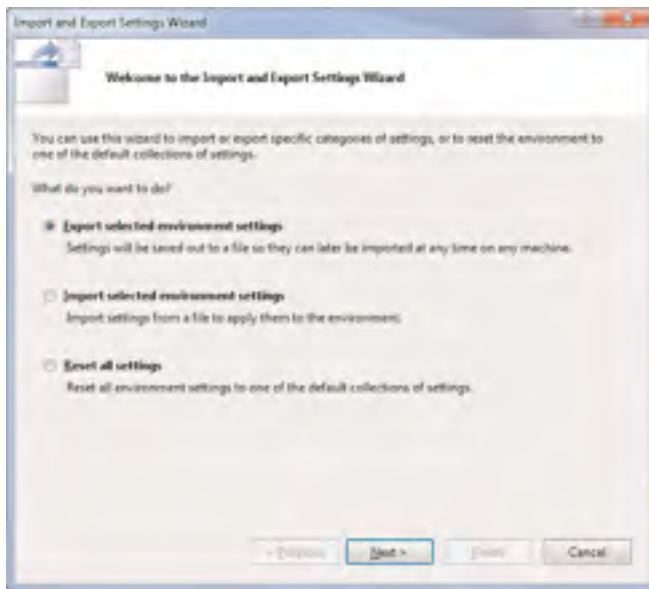 Import and Export Settings Wizard
Welcome to the Import and Export Settings Wizard
You can use this wizard to import or export specific categories of settings, or to reset the environment to
one of the default collections of settings.
What do you want to do?
Export selected environment settings
Settings will be saved out to a file so they can later be imported at any time on any machine.
Import selected environment settings
Import settings from a file to apply them to the environment.
Reset all settings
Reset all environment settings to one of the default collections of settings.
< Previous
Next >
Finish
Cancel